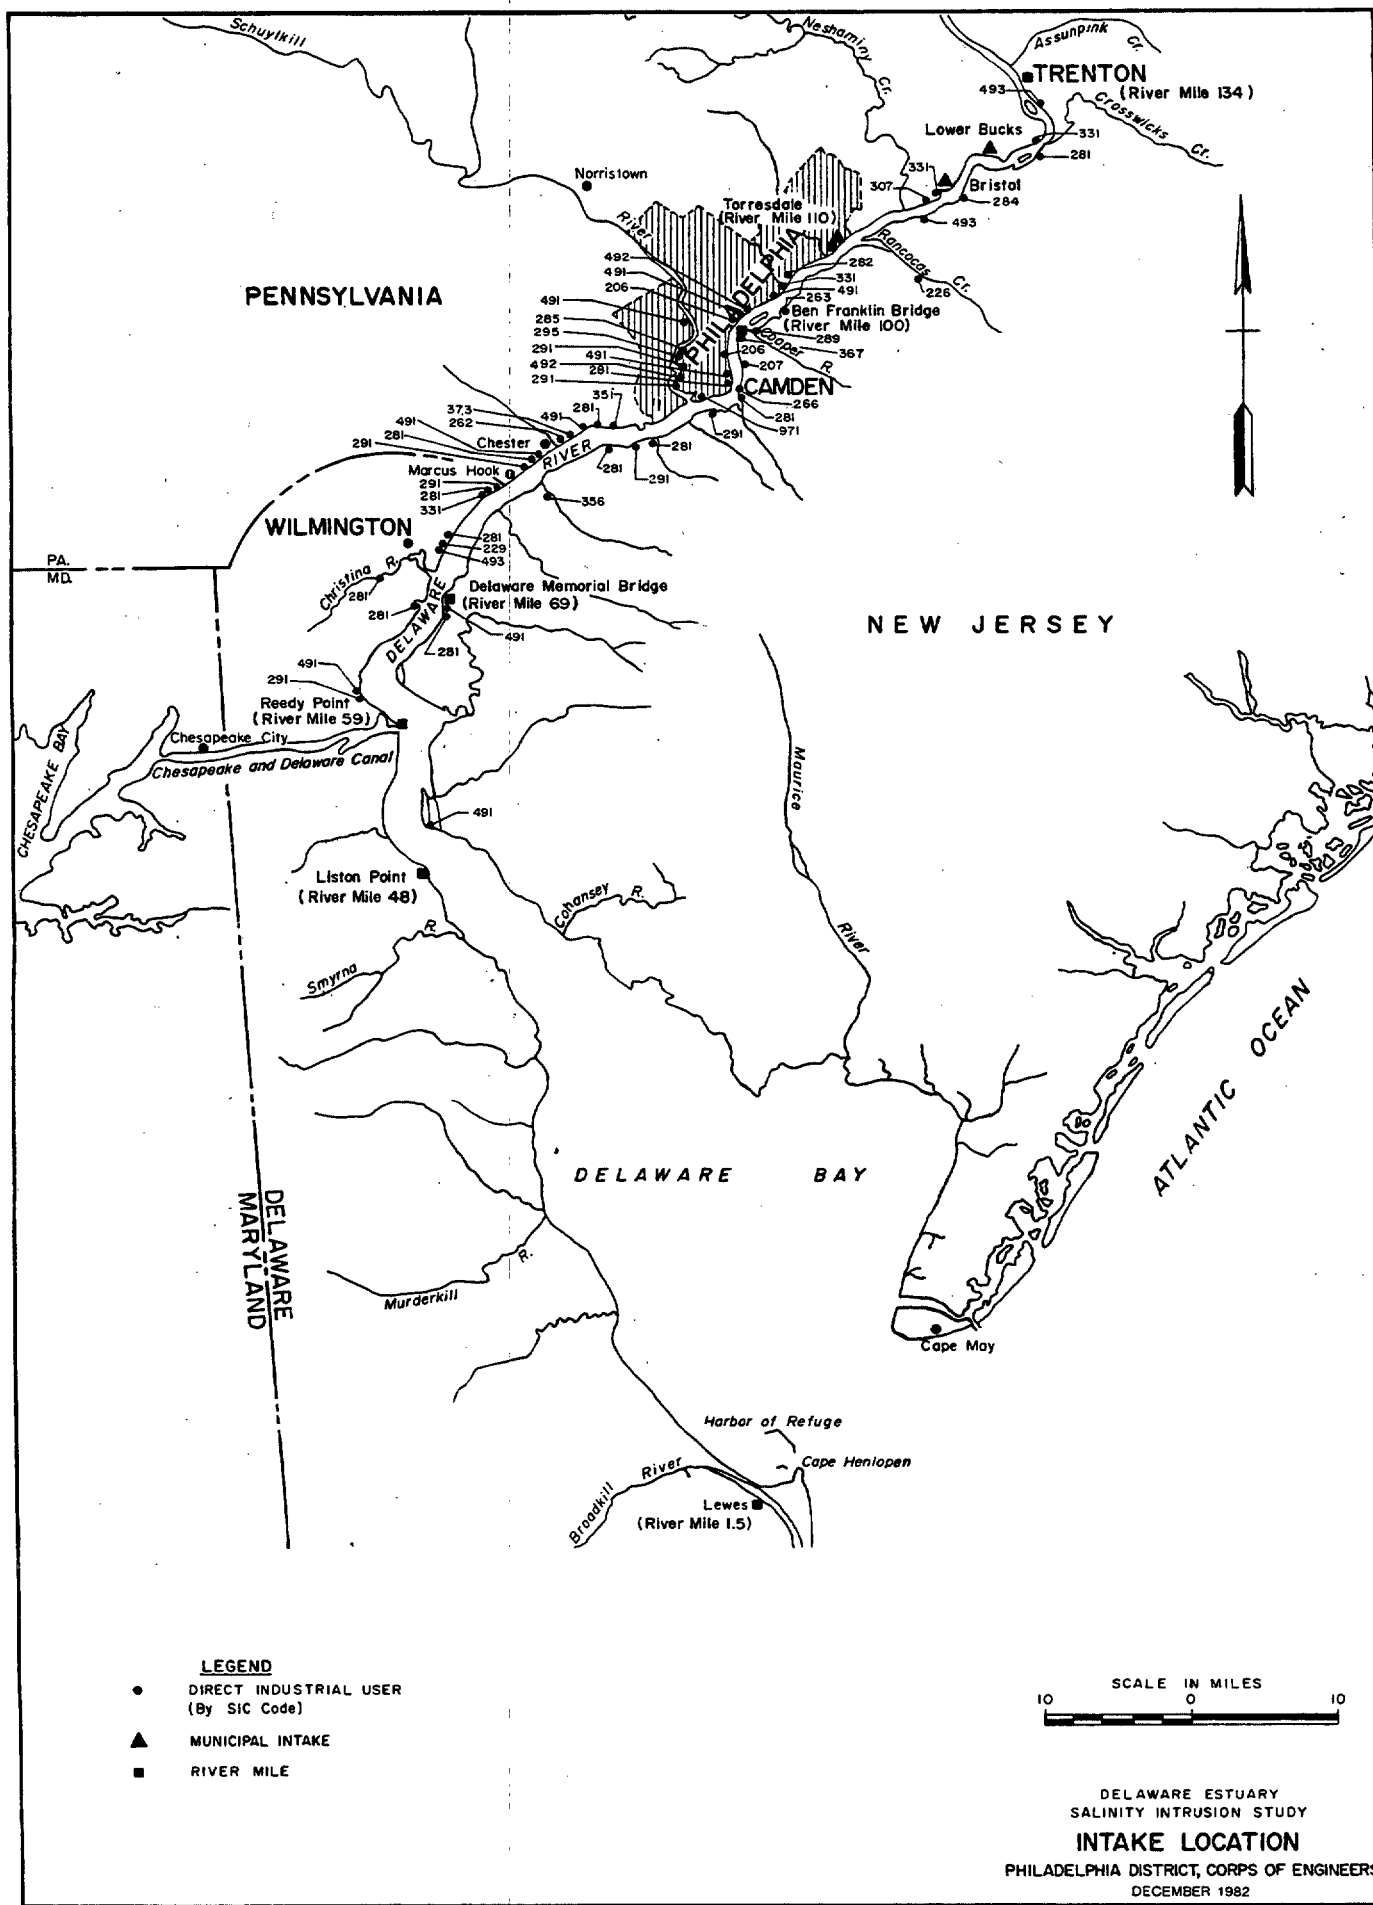 Schuylkill
Neshaminy
Cr.
Assunpink
Cr.
TRENTON
(River Mile 134)
493
Crosswicks
Cr.
Lower Bucks
331
281
Norristown
331
307
Bristol
284
493
Torresdale
(River Mile 110)
River
Rancocas
Cr.
226
PENNSYLVANIA
PHILADELPHIA
492
491
206
282
331
491
263
491
285
295
291
491
492
281
291
Ben Franklin Bridge
(River Mile 100)
289
367
Cooper
R.
206
207
CAMDEN
266
281
971
291
351
281
491
373
262
491
281
291
Chester
RIVER
281
281
291
Marcus Hook
291
281
331
356
WILMINGTON
281
229
493
PA.
MD.
Christina
R.
281
281
DELAWARE
Delaware Memorial Bridge
(River Mile 69)
491
281
NEW JERSEY
491
291
Reedy Point
(River Mile 59)
CHESAPEAKE BAY
Chesapeake City
Chesapeake and Delaware Canal
Maurice
River
491
Liston Point
(River Mile 48)
Cohansey
R.
Smyrna
R.
ATLANTIC OCEAN
DELAWARE BAY
DELAWARE
MARYLAND
Murderkill
R.
Cape May
Harbor of Refuge
Cape Henlopen
Broadkill
River
Lewes
(River Mile 1.5)
LEGEND
DIRECT INDUSTRIAL USER
(By SIC Code)
MUNICIPAL INTAKE
RIVER MILE
SCALE IN MILES
10 0 10
DELAWARE ESTUARY
SALINITY INTRUSION STUDY
INTAKE LOCATION
PHILADELPHIA DISTRICT, CORPS OF ENGINEERS
DECEMBER 1982